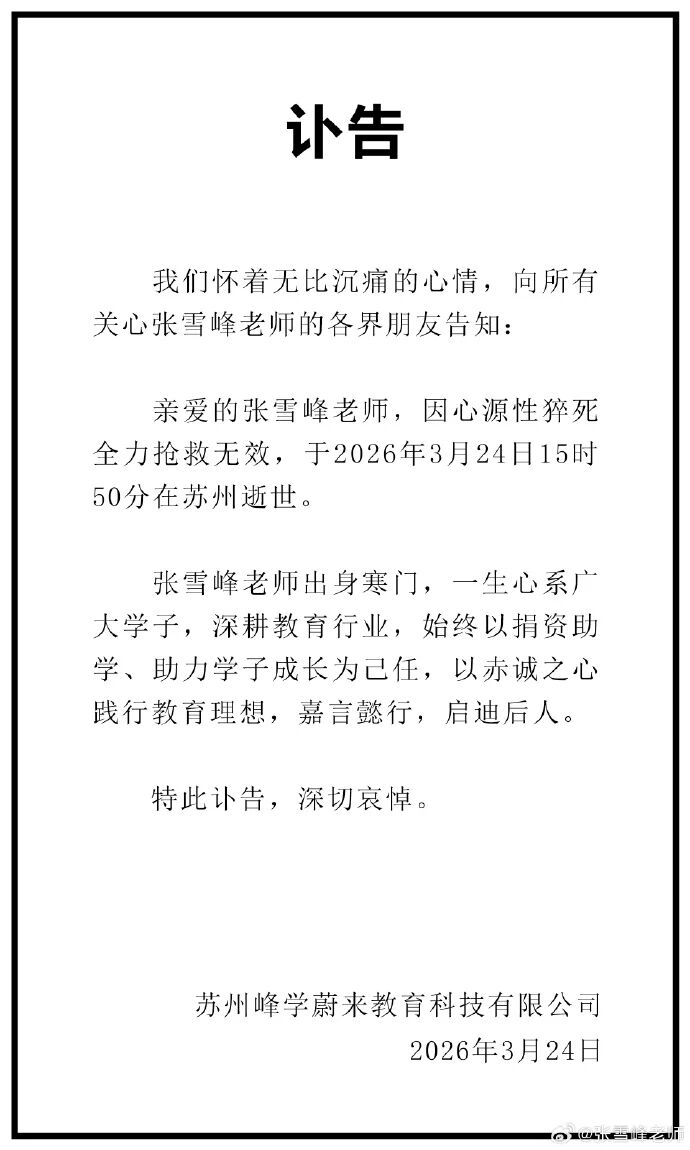 讣告
我们怀着无比沉痛的心情，向所有
关心张雪峰老师的各界朋友告知：
亲爱的张雪峰老师，因心源性猝死
全力抢救无效，于2026年3月24日15时
50分在苏州逝世。
张雪峰老师出身寒门，一生心系广
大学子，深耕教育行业，始终以捐资助
学、助力学子成长为己任，以赤诚之心
践行教育理想，嘉言懿行，启迪后人。
特此讣告，深切哀悼。
苏州峰学蔚来教育科技有限公司
2026年3月24日
@张雪峰老师